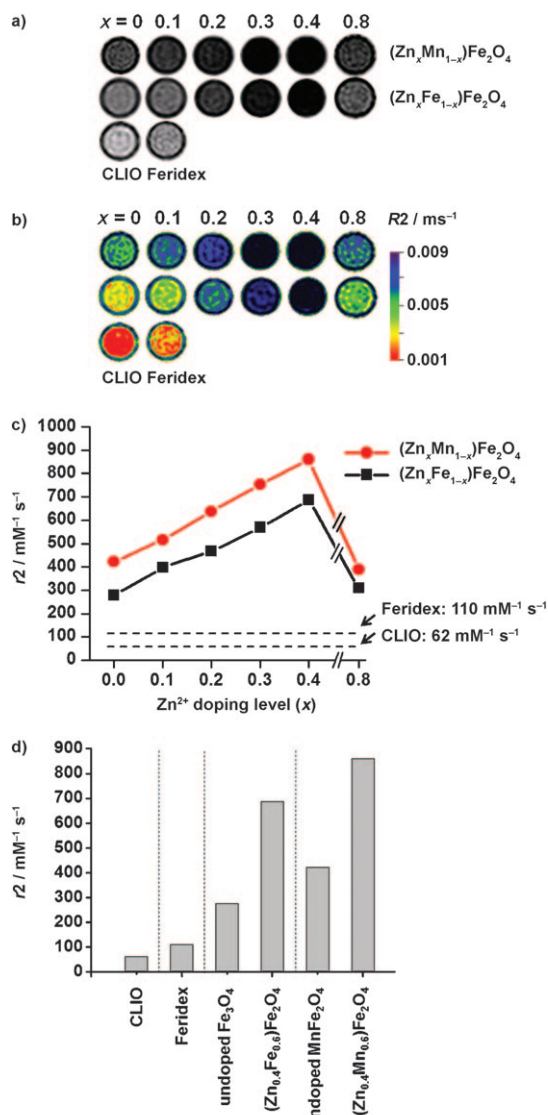 a)
x = 0 0.1 0.2 0.3 0.4 0.8
(ZnₓMn₁₋ₓ)Fe₂O₄
(ZnₓFe₁₋ₓ)Fe₂O₄
CLIO Feridex
b)
x = 0 0.1 0.2 0.3 0.4 0.8
R2 / ms⁻¹
0.009
0.005
0.001
CLIO Feridex
c)
1000
900
800
700
600
500
400
300
200
100
0
r2 / mM⁻¹ s⁻¹
(ZnₓMn₁₋ₓ)Fe₂O₄
(ZnₓFe₁₋ₓ)Fe₂O₄
Feridex: 110 mM⁻¹ s⁻¹
CLIO: 62 mM⁻¹ s⁻¹
0.0 0.1 0.2 0.3 0.4 0.8
Zn²⁺ doping level (x)
d)
900
800
700
600
500
400
300
200
100
0
r2 / mM⁻¹ s⁻¹
CLIO
Feridex
undoped Fe₃O₄
(Zn₀.₄Fe₀.₆)Fe₂O₄
ndoped MnFe₂O₄
(Zn₀.₄Mn₀.₆)Fe₂O₄